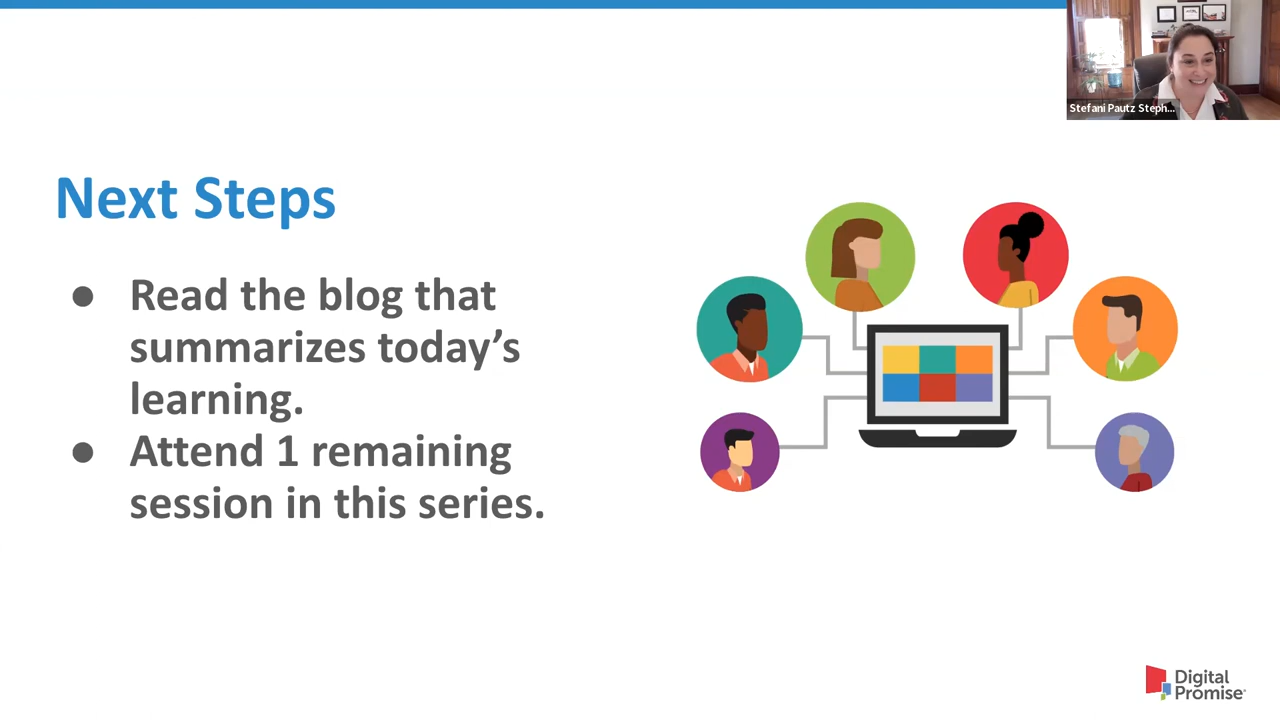 Stefani Pautz Steph...
Next Steps
● Read the blog that
summarizes today’s
learning.
● Attend 1 remaining
session in this series.
Digital
Promise